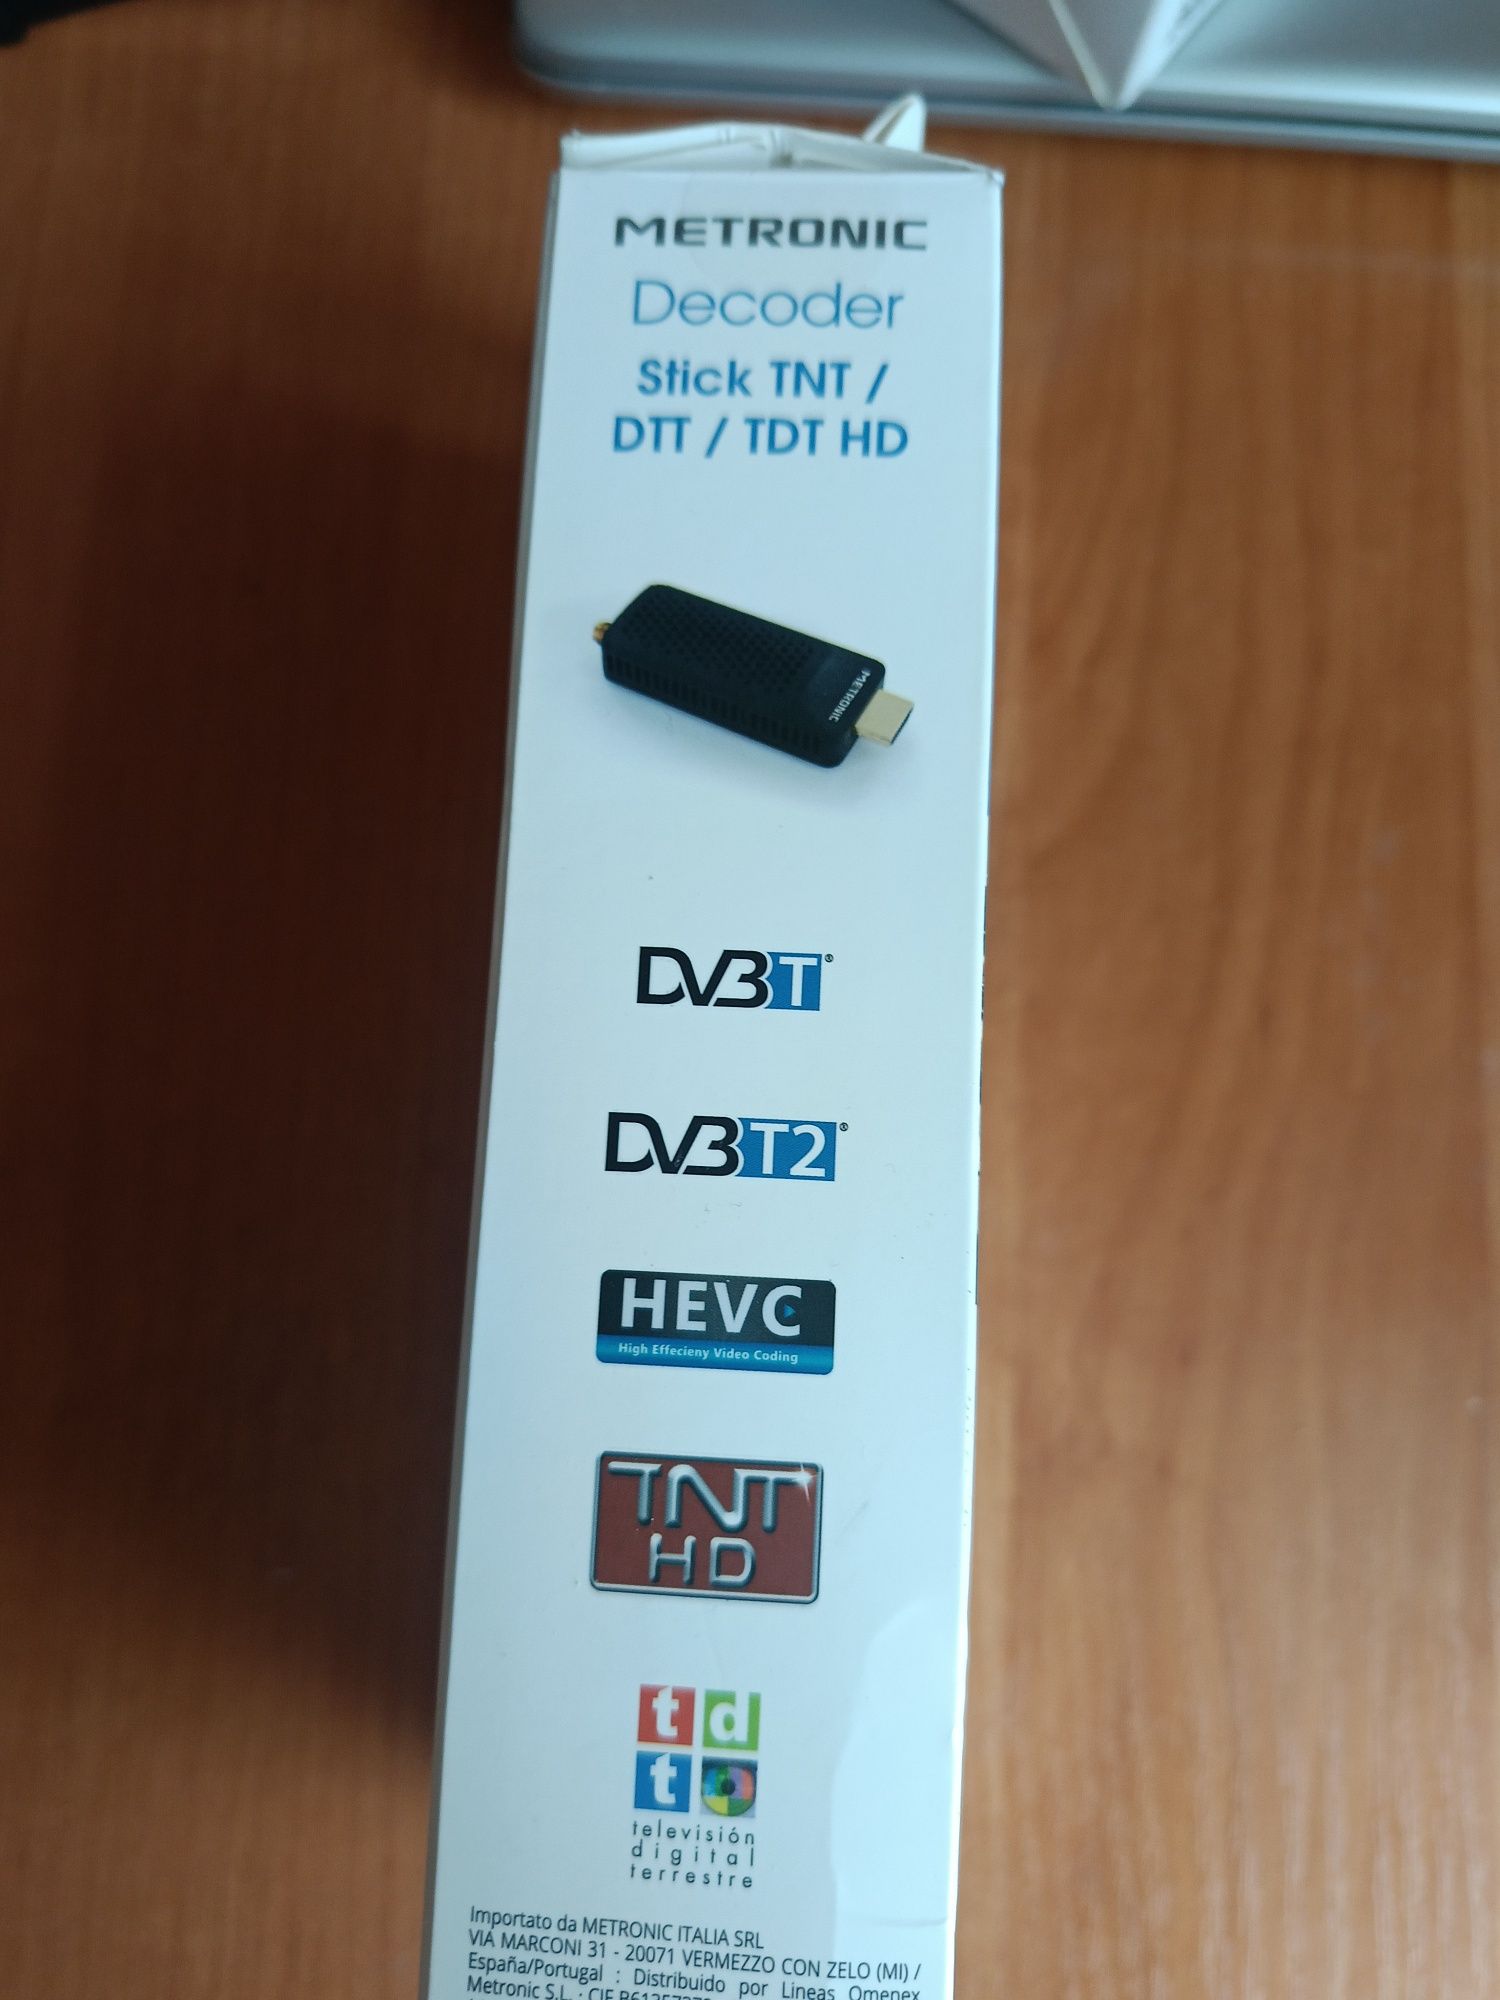 METRONIC
Decoder
Stick TNT /
DTT / TDT HD
METRONIC
DVB T®
DVB T2®
HEVC
High Effecieny Video Coding
TNT
HD
t d
t
televisión
digital
terrestre
Importato da METRONIC ITALIA SRL
VIA MARCONI 31 - 20071 VERMEZZO CON ZELO (MI) /
España/Portugal : Distribuido por Lineas Omenex
Metronic S.L. : CIF